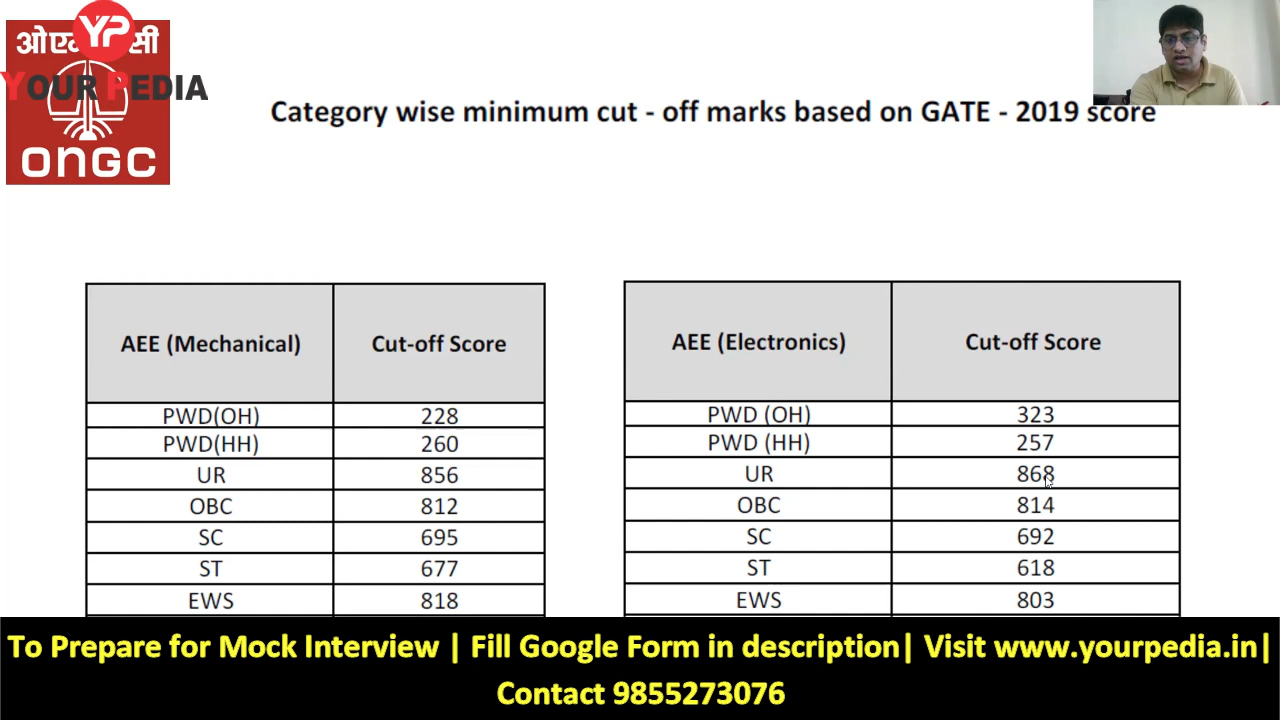 YP
YOUR PEDIA
ONGC
Category wise minimum cut - off marks based on GATE - 2019 score
AEE (Mechanical) Cut-off Score
PWD(OH) 228
PWD(HH) 260
UR 856
OBC 812
SC 695
ST 677
EWS 818
AEE (Electronics) Cut-off Score
PWD (OH) 323
PWD (HH) 257
UR 868
OBC 814
SC 692
ST 618
EWS 803
To Prepare for Mock Interview | Fill Google Form in description| Visit www.yourpedia.in|
Contact 9855273076